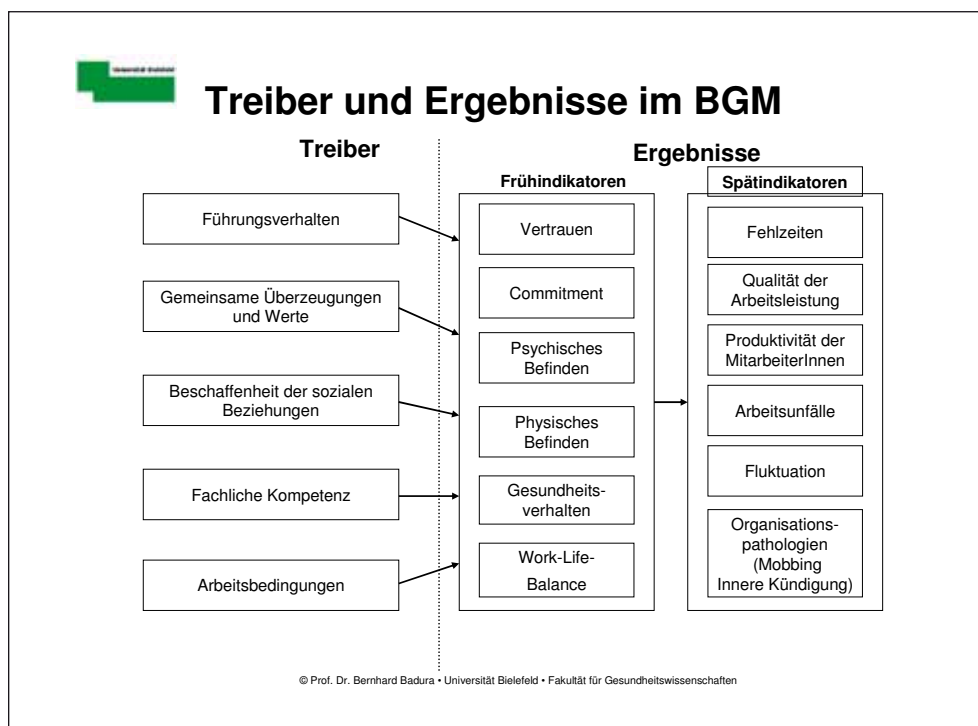 Universität Bielefeld
Treiber und Ergebnisse im BGM
Treiber
Ergebnisse
Frühindikatoren
Spätindikatoren
Führungsverhalten
Gemeinsame Überzeugungen
und Werte
Beschaffenheit der sozialen
Beziehungen
Fachliche Kompetenz
Arbeitsbedingungen
Vertrauen
Commitment
Psychisches
Befinden
Physisches
Befinden
Gesundheits-
verhalten
Work-Life-
Balance
Fehlzeiten
Qualität der
Arbeitsleistung
Produktivität der
MitarbeiterInnen
Arbeitsunfälle
Fluktuation
Organisations-
pathologien
(Mobbing
Innere Kündigung)
© Prof. Dr. Bernhard Badura • Universität Bielefeld • Fakultät für Gesundheitswissenschaften